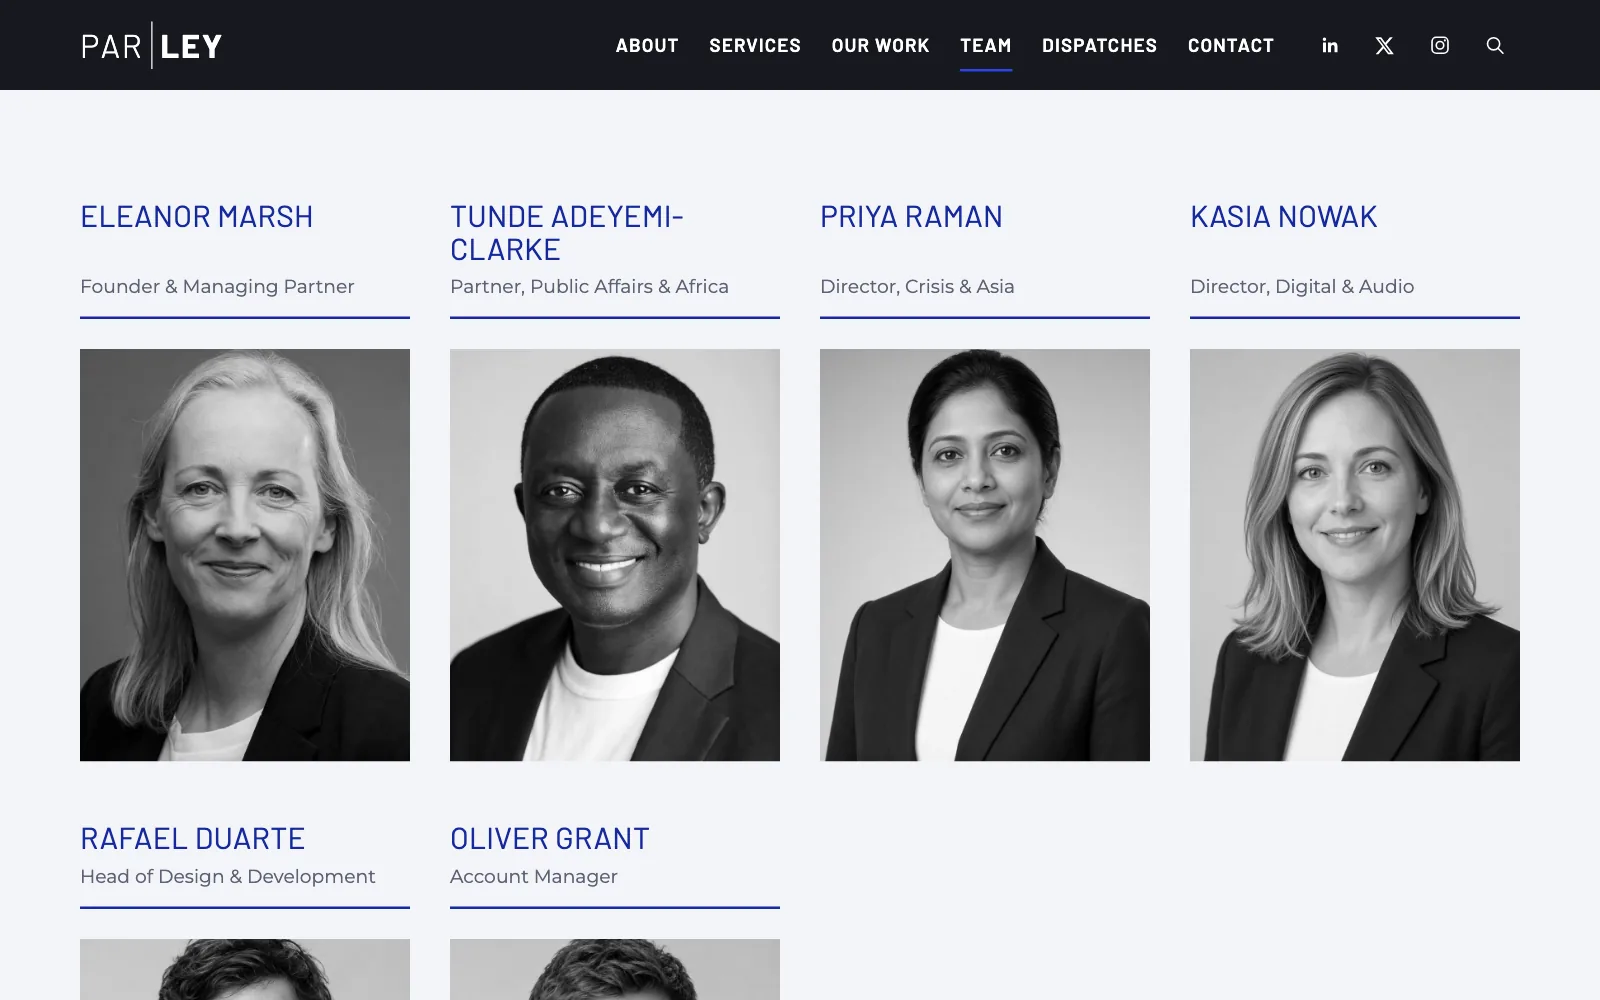 PAR LEY
ABOUT SERVICES OUR WORK TEAM DISPATCHES CONTACT in X
ELEANOR MARSH
Founder & Managing Partner
TUNDE ADEYEMI-
CLARKE
Partner, Public Affairs & Africa
PRIYA RAMAN
Director, Crisis & Asia
KASIA NOWAK
Director, Digital & Audio
RAFAEL DUARTE
Head of Design & Development
OLIVER GRANT
Account Manager